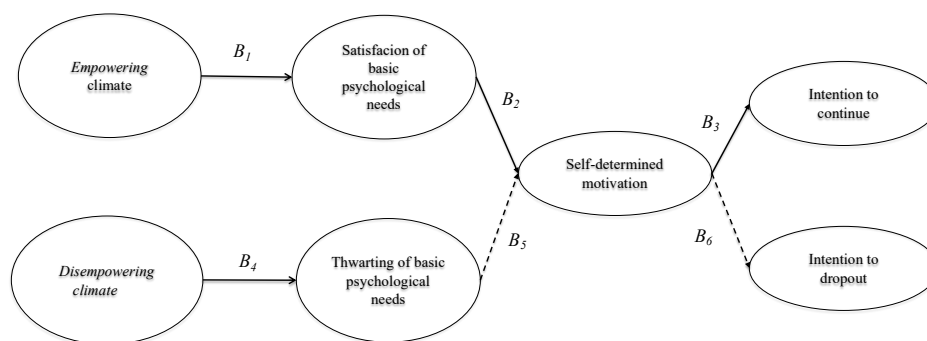 Empowering
climate
B1
Satisfacion of
basic
psychological
needs
B2
Self-determined
motivation
B3
Intention to
continue
Disempowering
climate
B4
Thwarting of basic
psychological
needs
B5
B6
Intention to
dropout